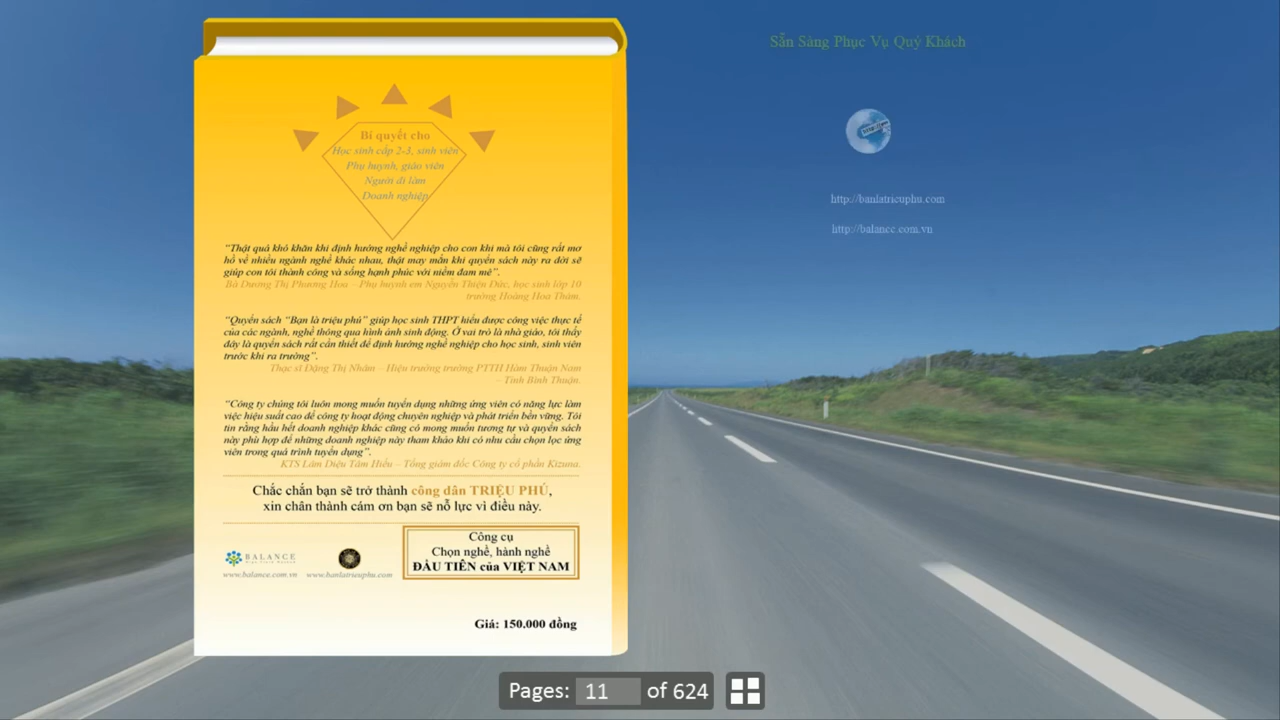 Sẵn Sàng Phục Vụ Quý Khách
Bí quyết cho
Học sinh cấp 2-3, sinh viên
Phụ huynh, giáo viên
Người đi làm
Doanh nghiệp
http://banlatrieuphu.com
http://balance.com.vn
“Thật quá khó khăn khi định hướng nghề nghiệp cho con khi mà tôi cũng rất mơ
hồ về nhiều ngành nghề khác nhau, thật may mắn khi quyển sách này ra đời sẽ
giúp con tôi thành công và sống hạnh phúc với niềm đam mê”.
Bà Dương Thị Phương Hoa – Phụ huynh em Nguyễn Thiện Đức, học sinh lớp 10
trường Hoàng Hoa Thám.
“Quyển sách “Bạn là triệu phú” giúp học sinh THPT hiểu được công việc thực tế
của các ngành, nghề thông qua hình ảnh sinh động. Ở vai trò là nhà giáo, tôi thấy
đây là quyển sách rất cần thiết để định hướng nghề nghiệp cho học sinh, sinh viên
trước khi ra trường”.
Thạc sĩ Đặng Thị Nhâm – Hiệu trưởng trường PTTH Hàm Thuận Nam
– Tỉnh Bình Thuận.
“Công ty chúng tôi luôn mong muốn tuyển dụng những ứng viên có năng lực làm
việc hiệu suất cao để công ty hoạt động chuyên nghiệp và phát triển bền vững. Tôi
tin rằng hầu hết doanh nghiệp khác cũng có mong muốn tương tự và quyển sách
này phù hợp để những doanh nghiệp này tham khảo khi có nhu cầu chọn lọc ứng
viên trong quá trình tuyển dụng”.
KTS Lâm Diệu Tâm Hiếu – Tổng giám đốc Công ty cổ phần Kizuna.
Chắc chắn bạn sẽ trở thành công dân TRIỆU PHÚ,
xin chân thành cám ơn bạn sẽ nỗ lực vì điều này.
BALANCE
www.balance.com.vn www.banlatrieuphu.com
Công cụ
Chọn nghề, hành nghề
ĐẦU TIÊN của VIỆT NAM
Giá: 150.000 đồng
Pages: 11 of 624